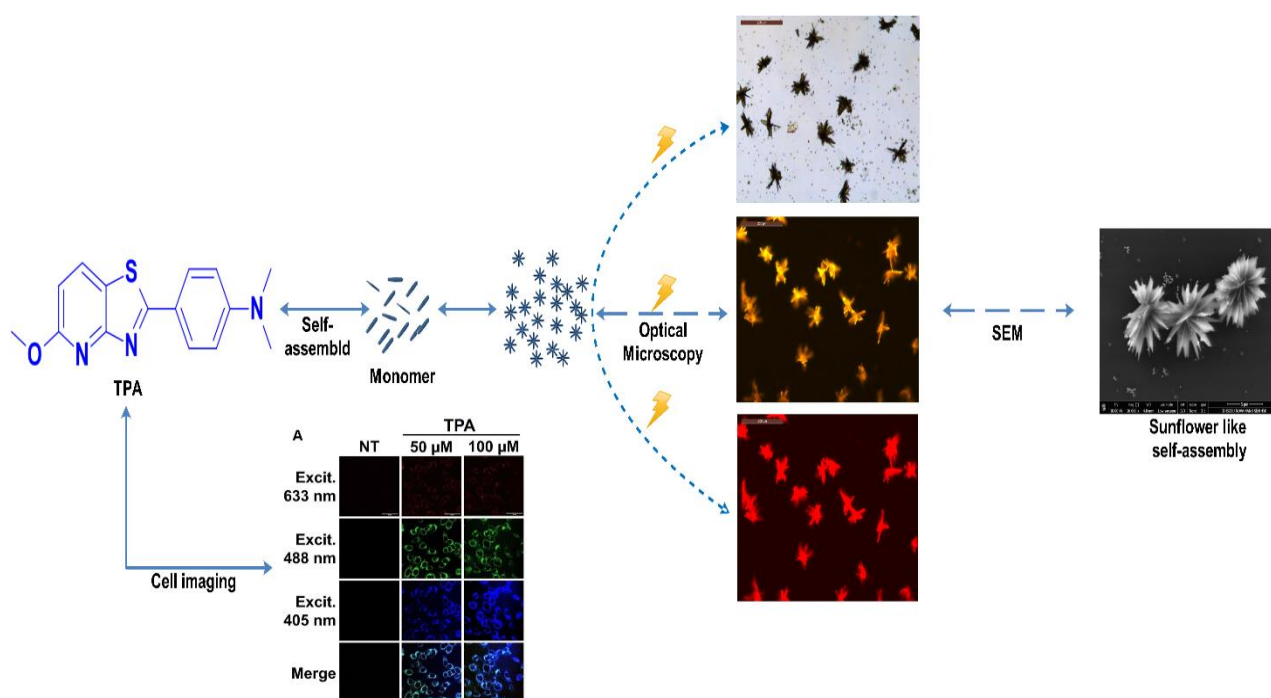 S
N
O
N
N
TPA
Self-
assembld
Monomer
Optical
Microscopy
SEM
Sunflower like
self-assembly
Cell imaging
A
TPA
NT
50 µM
100 µM
Excit.
633 nm
Excit.
488 nm
Excit.
405 nm
Merge